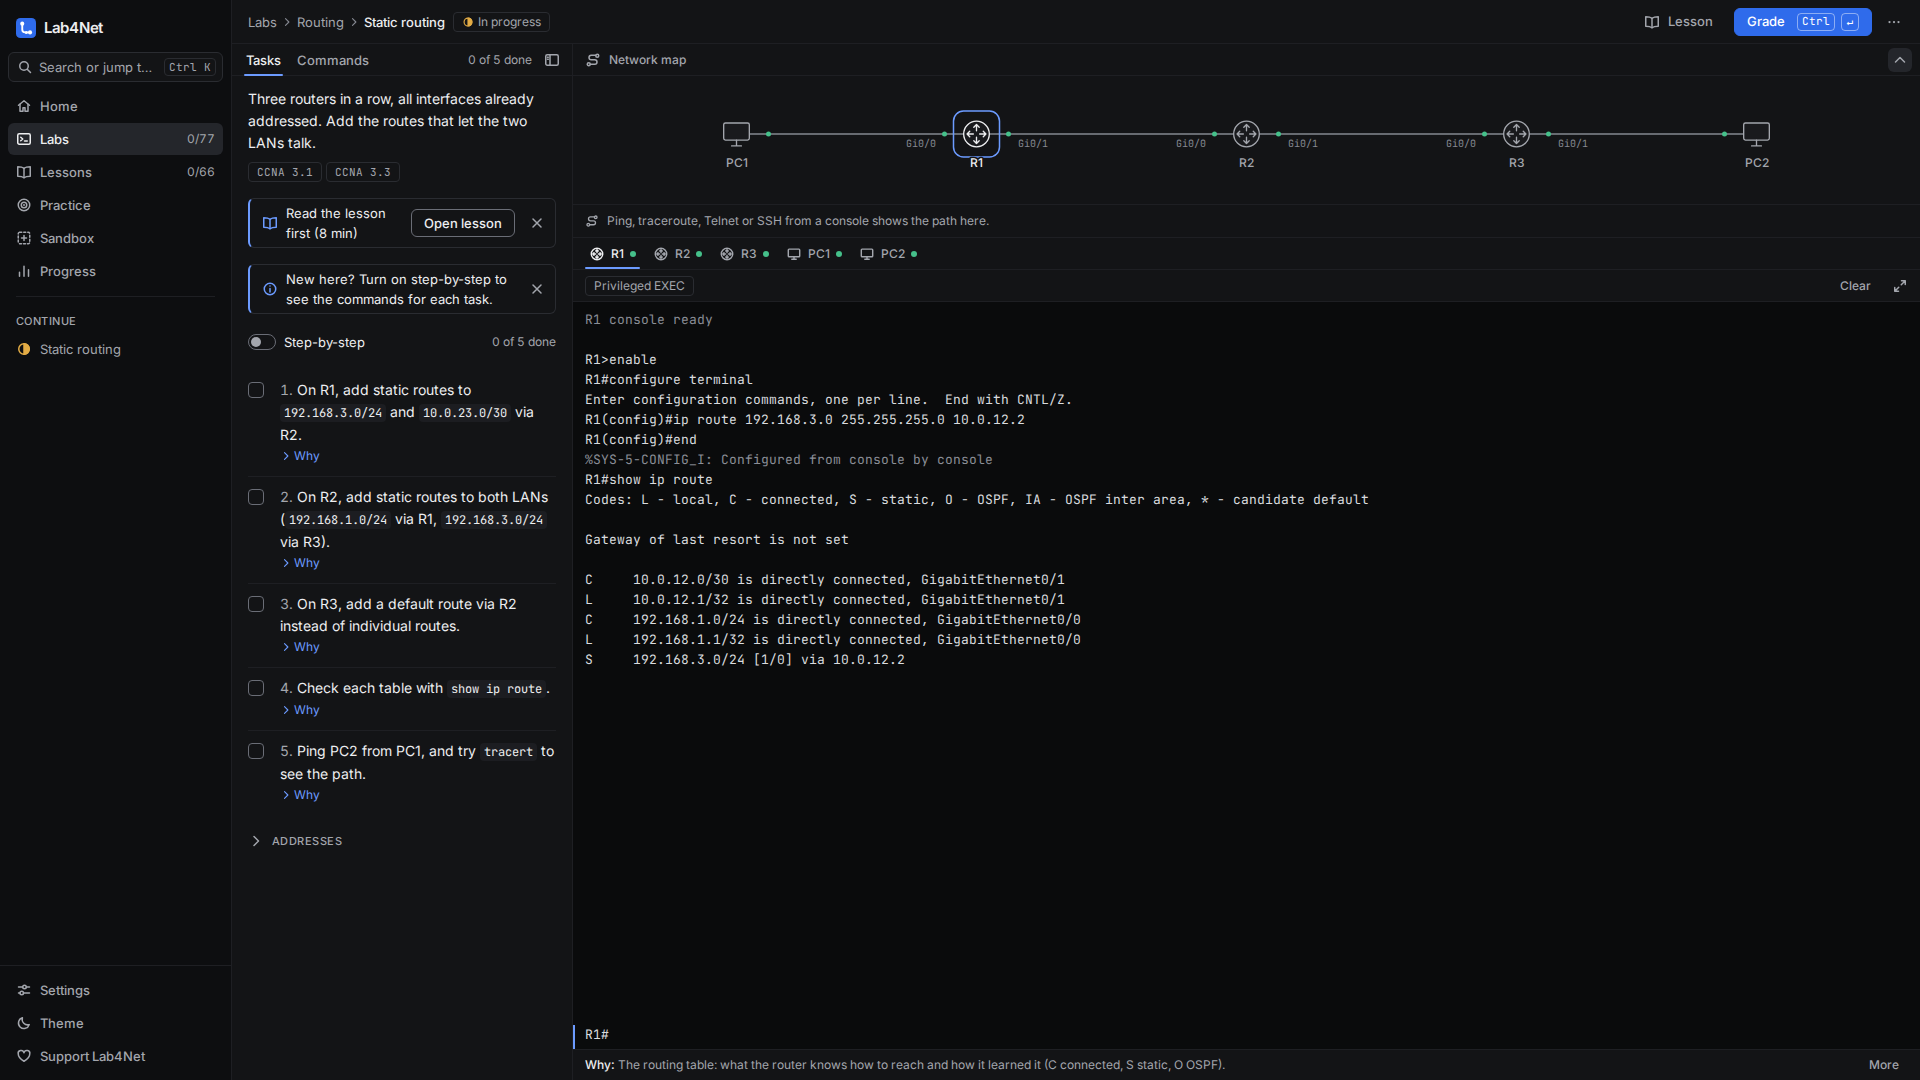 Lab4Net
Search or jump t... Ctrl K
Home
Labs 0/77
Lessons 0/66
Practice
Sandbox
Progress
CONTINUE
Static routing
Settings
Theme
Support Lab4Net
Labs > Routing > Static routing In progress
Lesson Grade Ctrl ↵ ...
Tasks Commands 0 of 5 done
Three routers in a row, all interfaces already
addressed. Add the routes that let the two
LANs talk.
CCNA 3.1 CCNA 3.3
Read the lesson
first (8 min)
Open lesson
New here? Turn on step-by-step to
see the commands for each task.
Step-by-step 0 of 5 done
1. On R1, add static routes to
192.168.3.0/24 and 10.0.23.0/30 via
R2.
> Why
2. On R2, add static routes to both LANs
(192.168.1.0/24 via R1, 192.168.3.0/24
via R3).
> Why
3. On R3, add a default route via R2
instead of individual routes.
> Why
4. Check each table with show ip route.
> Why
5. Ping PC2 from PC1, and try tracert to
see the path.
> Why
> ADDRESSES
Network map
Gi0/0 Gi0/1 Gi0/0 Gi0/1 Gi0/0 Gi0/1
PC1 R1 R2 R3 PC2
Ping, traceroute, Telnet or SSH from a console shows the path here.
R1 R2 R3 PC1 PC2
Privileged EXEC Clear
R1 console ready
R1>enable
R1#configure terminal
Enter configuration commands, one per line.  End with CNTL/Z.
R1(config)#ip route 192.168.3.0 255.255.255.0 10.0.12.2
R1(config)#end
%SYS-5-CONFIG_I: Configured from console by console
R1#show ip route
Codes: L - local, C - connected, S - static, O - OSPF, IA - OSPF inter area, * - candidate default
Gateway of last resort is not set
C     10.0.12.0/30 is directly connected, GigabitEthernet0/1
L     10.0.12.1/32 is directly connected, GigabitEthernet0/1
C     192.168.1.0/24 is directly connected, GigabitEthernet0/0
L     192.168.1.1/32 is directly connected, GigabitEthernet0/0
S     192.168.3.0/24 [1/0] via 10.0.12.2
R1#
Why: The routing table: what the router knows how to reach and how it learned it (C connected, S static, O OSPF). More